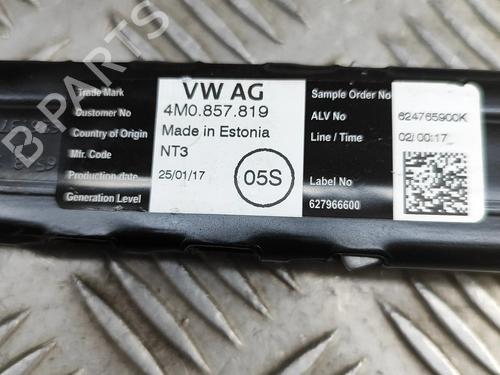 B-PARTS
Trade Mark VW AG
Customer No 4M0.857.819
Country of Origin Made in Estonia
Mfr. Code NT3
Production date 25/01/17
Generation Level
05S
Sample Order No
ALV No 624765900K
Line / Time 02/ 00:17
Label No
627966600